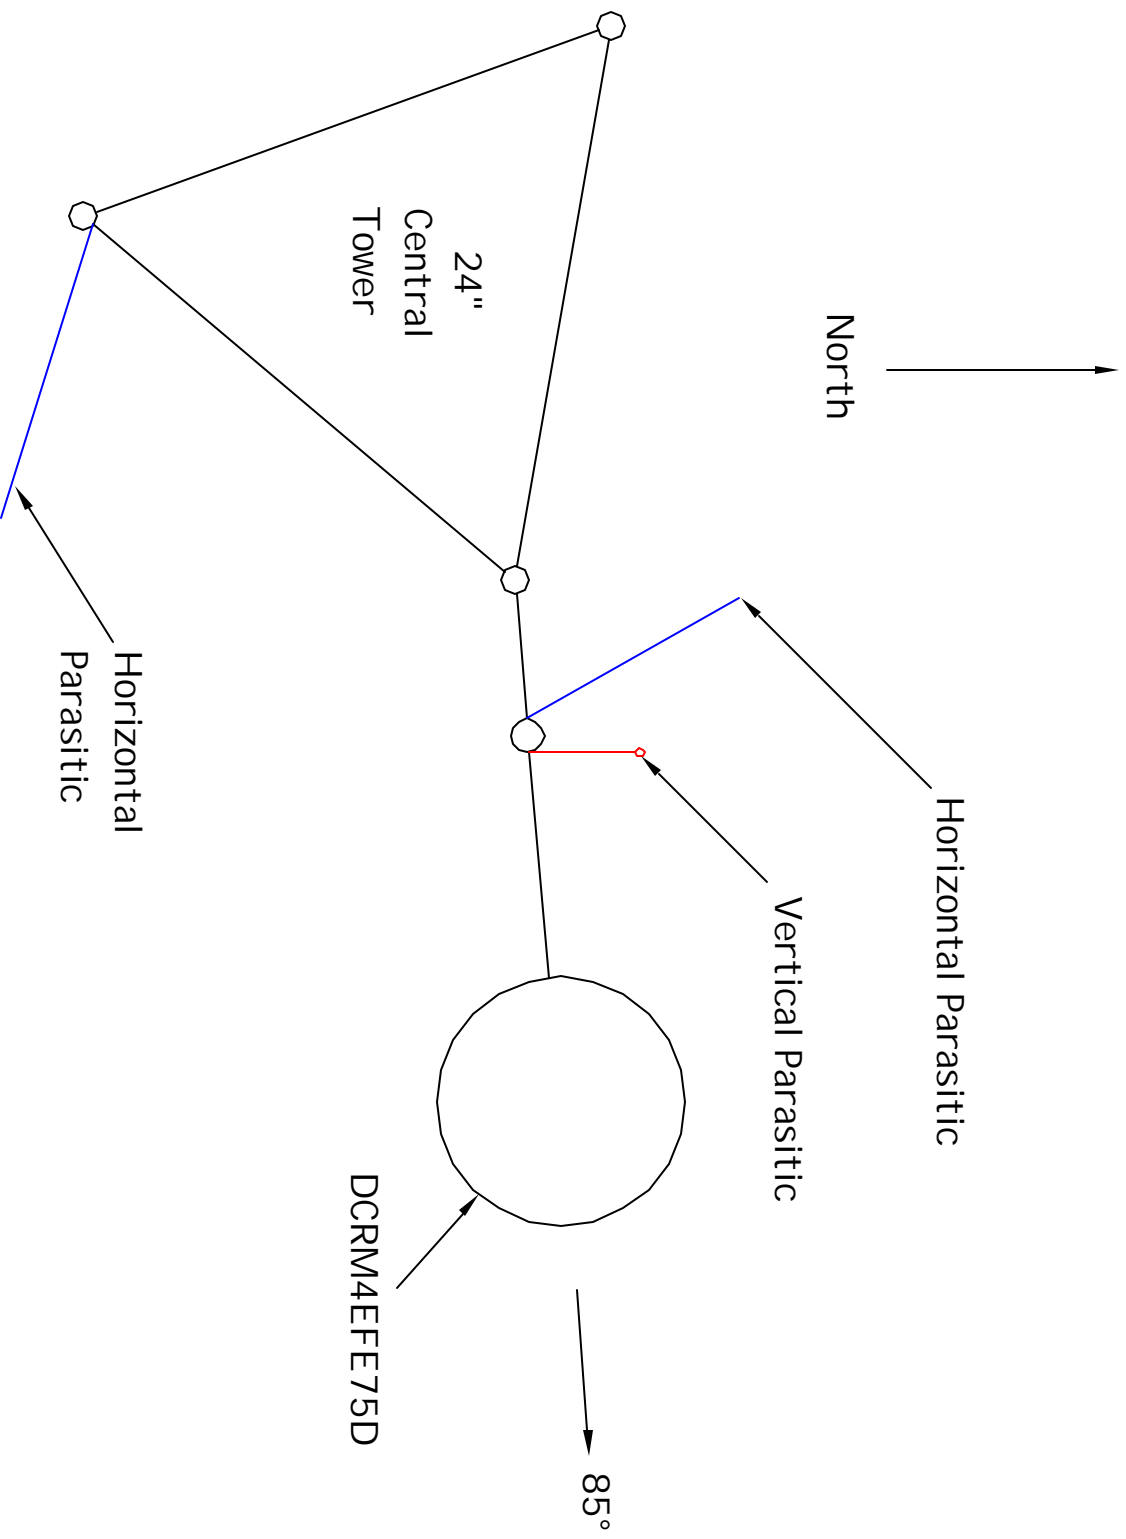 North
Horizontal Parasitic
Vertical Parasitic
24"
Central
Tower
85°
DCRM4EFE75D
Horizontal
Parasitic